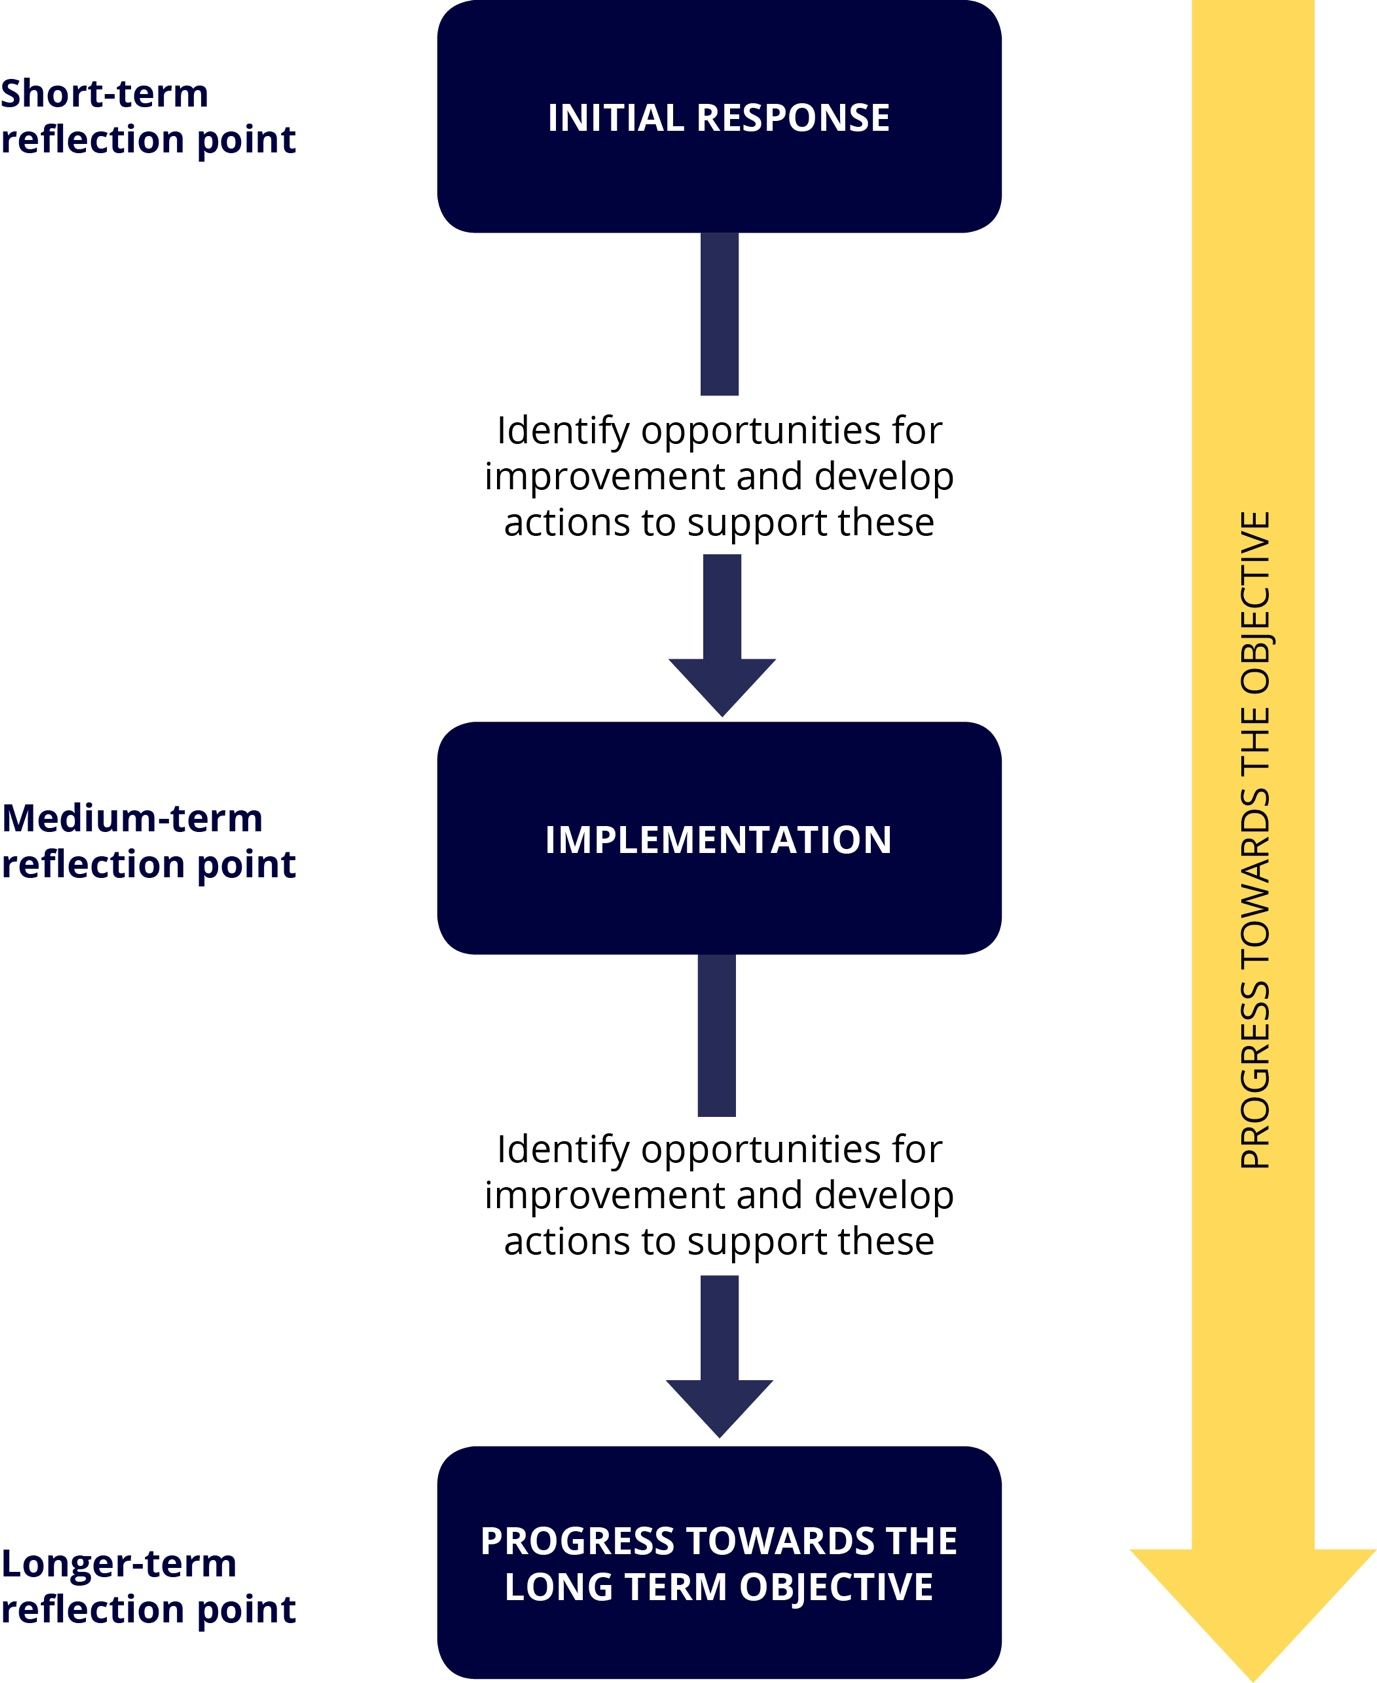 Short-term
reflection point
INITIAL RESPONSE
Identify opportunities for
improvement and develop
actions to support these
Medium-term
reflection point
IMPLEMENTATION
Identify opportunities for
improvement and develop
actions to support these
Longer-term
reflection point
PROGRESS TOWARDS THE
LONG TERM OBJECTIVE
PROGRESS TOWARDS THE OBJECTIVE